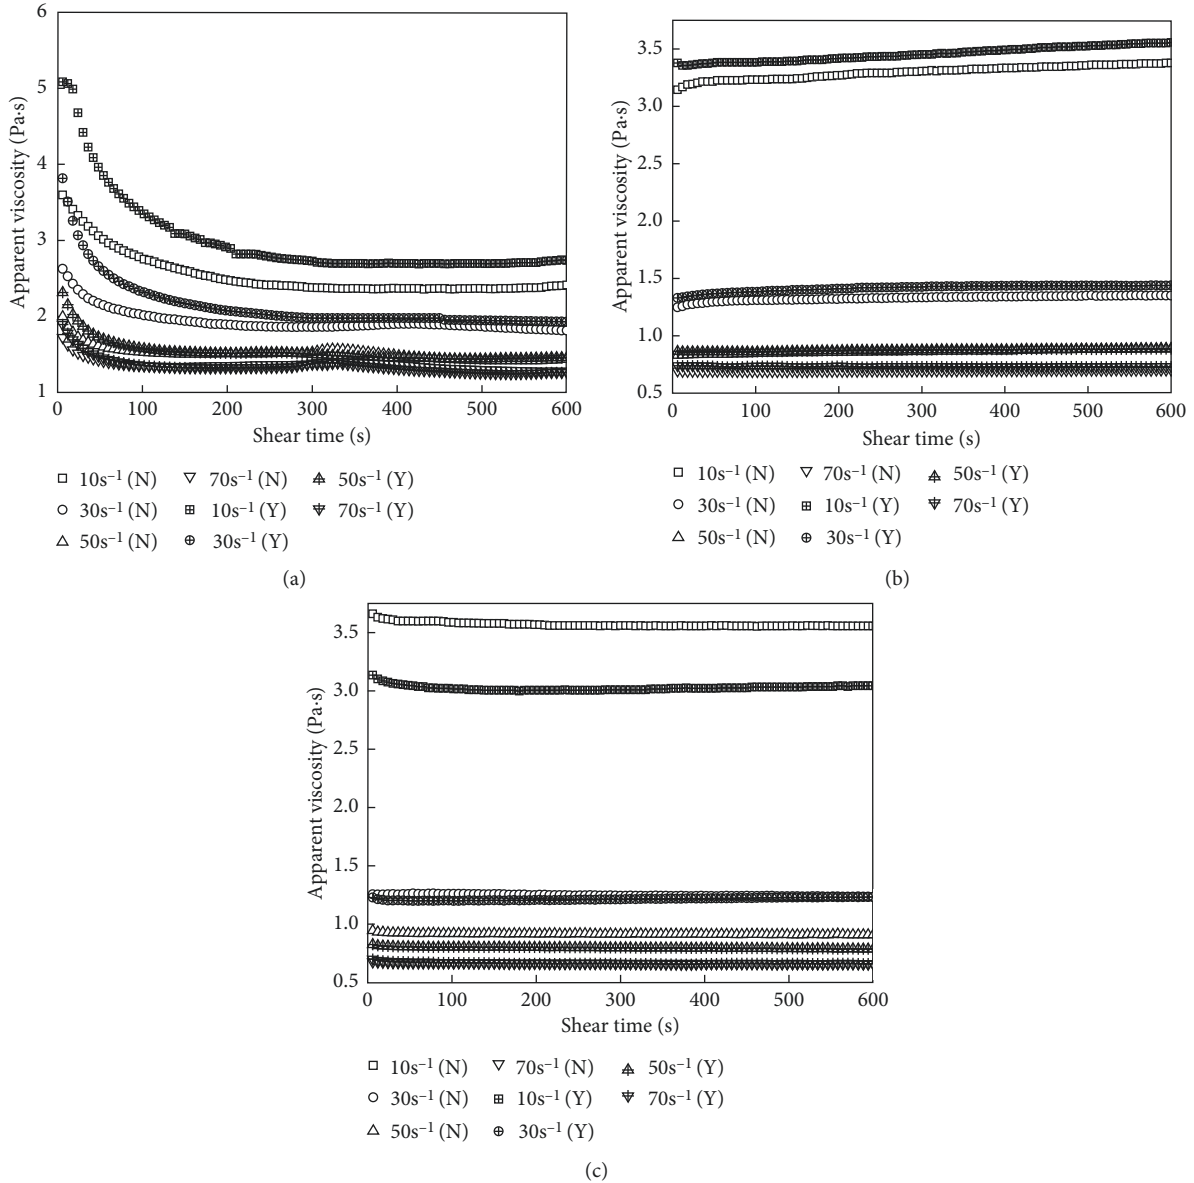 6
5
4
3
2
1
Apparent viscosity (Pa·s)
0 100 200 300 400 500 600
Shear time (s)
10s⁻¹ (N) 70s⁻¹ (N) 50s⁻¹ (Y)
30s⁻¹ (N) 10s⁻¹ (Y) 70s⁻¹ (Y)
50s⁻¹ (N) 30s⁻¹ (Y)
(a)
3.5
3.0
2.5
2.0
1.5
1.0
0.5
Apparent viscosity (Pa·s)
0 100 200 300 400 500 600
Shear time (s)
10s⁻¹ (N) 70s⁻¹ (N) 50s⁻¹ (Y)
30s⁻¹ (N) 10s⁻¹ (Y) 70s⁻¹ (Y)
50s⁻¹ (N) 30s⁻¹ (Y)
(b)
3.5
3.0
2.5
2.0
1.5
1.0
0.5
Apparent viscosity (Pa·s)
0 100 200 300 400 500 600
Shear time (s)
10s⁻¹ (N) 70s⁻¹ (N) 50s⁻¹ (Y)
30s⁻¹ (N) 10s⁻¹ (Y) 70s⁻¹ (Y)
50s⁻¹ (N) 30s⁻¹ (Y)
(c)